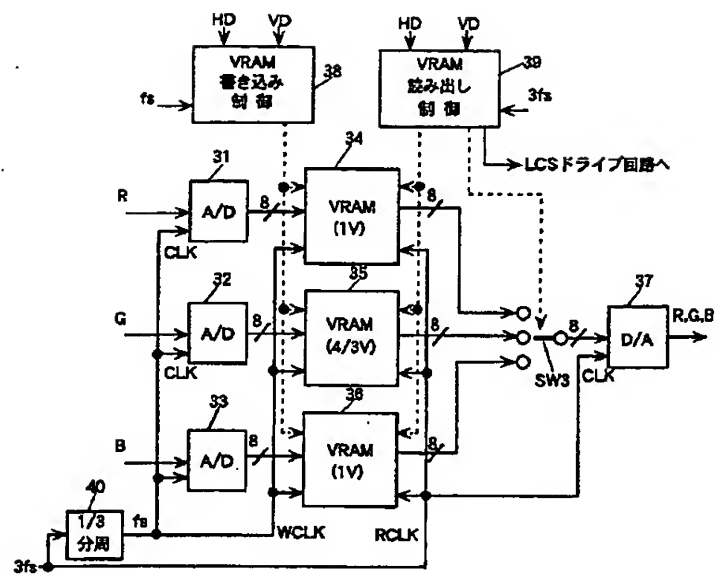 HD VD HD VD
VRAM
書き込み
制御
38
fs
VRAM
読み出し
制御
39
3fs
LCSドライブ回路へ
31
34
R
A/D
8
VRAM
(1V)
8
CLK
32
35
37
G
A/D
8
VRAM
(4/3V)
8
8
D/A
R,G,B
CLK
SW3
CLK
33
36
B
A/D
8
VRAM
(1V)
8
40
1/3
分周
fs
WCLK
RCLK
3fs